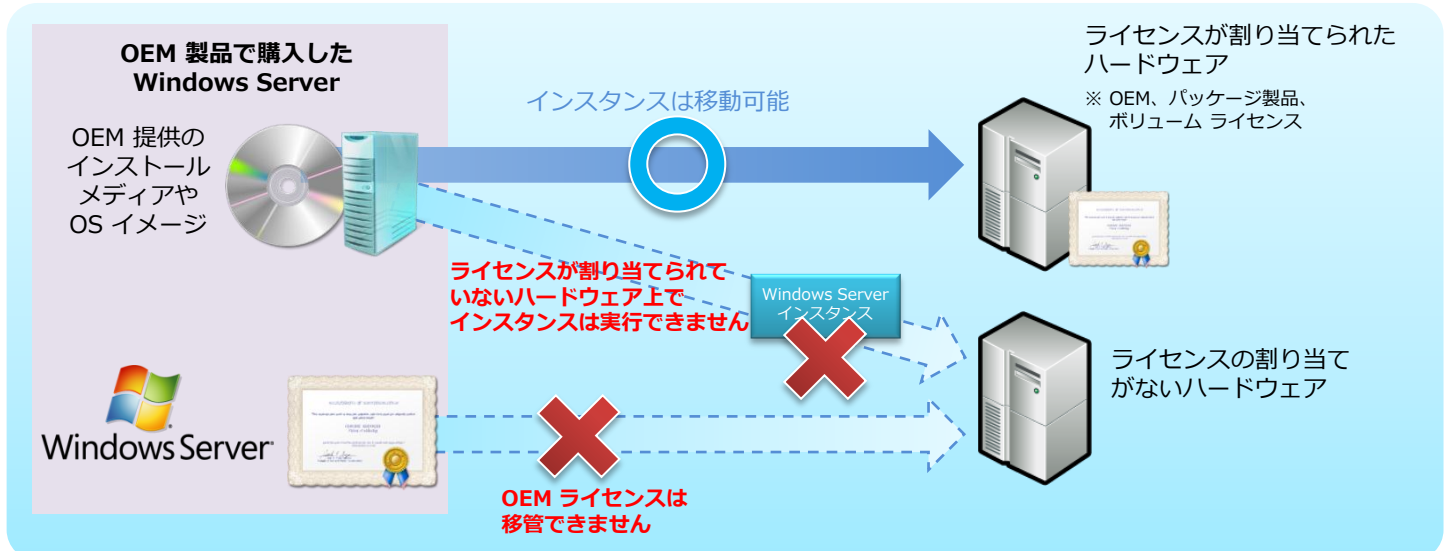 OEM 製品で購入した
Windows Server
OEM 提供の
インストール
メディアや
OS イメージ
インスタンスは移動可能
ライセンスが割り当てられた
ハードウェア
※ OEM、パッケージ製品、
ボリューム ライセンス
ライセンスが割り当てられて
いないハードウェア上で
インスタンスは実行できません
Windows Server
インスタンス
ライセンスの割り当て
がないハードウェア
Windows Server
OEM ライセンスは
移管できません